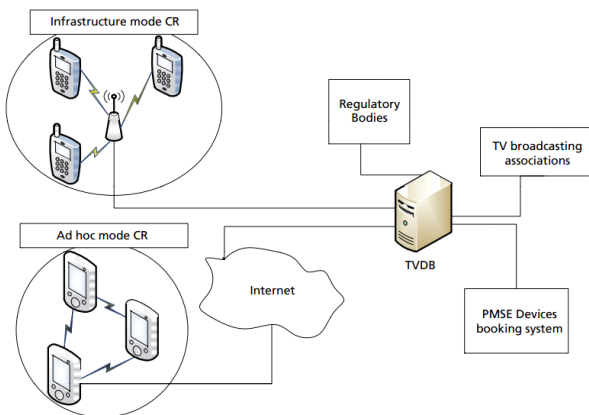 Infrastructure mode CR
Regulatory
Bodies
TV broadcasting
associations
TVDB
Ad hoc mode CR
Internet
PMSE Devices
booking system